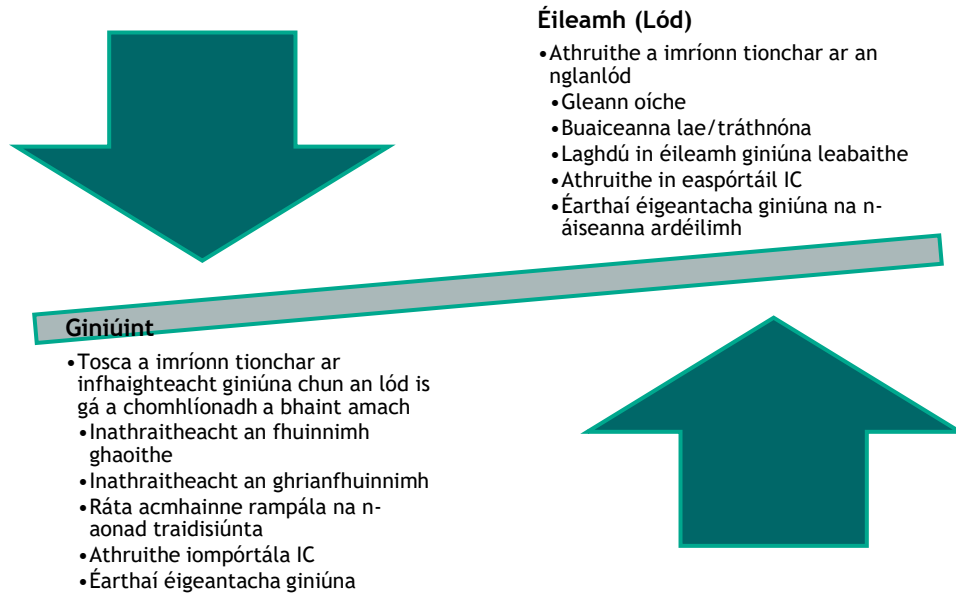 Éileamh (Lód)
•Athruithe a imríonn tionchar ar an
nglanlód
•Gleann oíche
•Buaiceanna lae/tráthnóna
•Laghdú in éileamh giniúna leabaithe
•Athruithe in easpórtáil IC
•Éarthaí éigeantacha giniúna na n-
áiseanna ardéilimh
Giniúint
•Tosca a imríonn tionchar ar
infhaighteacht giniúna chun an lód is
gá a chomhlíonadh a bhaint amach
•Inathraitheacht an fhuinnimh
ghaoithe
•Inathraitheacht an ghrianfhuinnimh
•Ráta acmhainne rampála na n-
aonad traidisiúnta
•Athruithe iompórtála IC
•Éarthaí éigeantacha giniúna